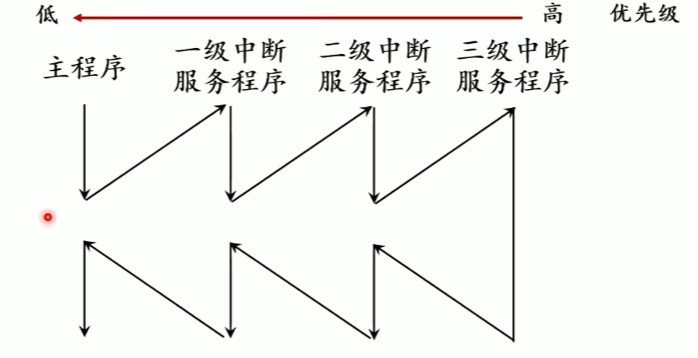 低 高 优先级
主程序 一级中断 二级中断 三级中断
服务程序 服务程序 服务程序